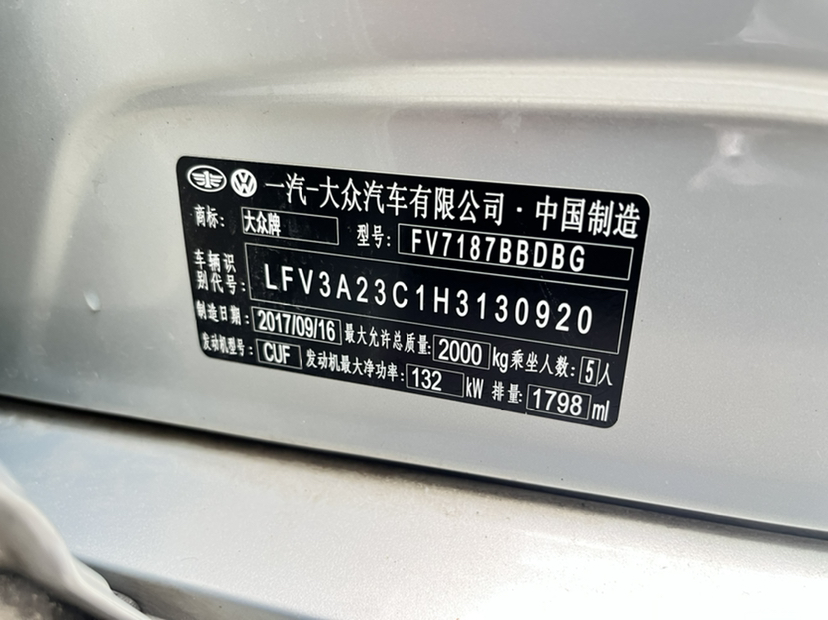 一汽-大众汽车有限公司·中国制造
商标: 大众牌 型号: FV7187BBDBG
车辆识别代号: LFV3A23C1H3130920
制造日期: 2017/09/16 最大允许总质量: 2000 kg 乘坐人数: 5 人
发动机型号: CUF 发动机最大净功率: 132 kW 排量: 1798 ml